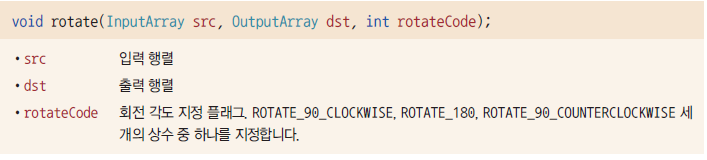 void rotate(InputArray src, OutputArray dst, int rotateCode);
• src 입력 행렬
• dst 출력 행렬
• rotateCode 회전 각도 지정 플래그. ROTATE_90_CLOCKWISE, ROTATE_180, ROTATE_90_COUNTERCLOCKWISE 세
개의 상수 중 하나를 지정합니다.